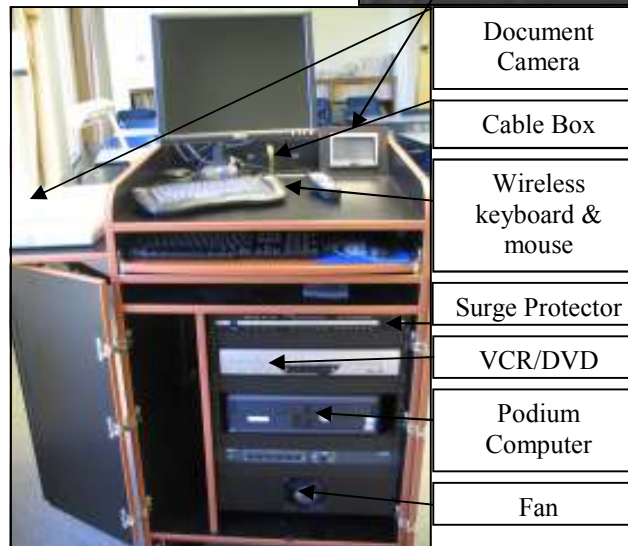 Document
Camera
Cable Box
Wireless
keyboard &
mouse
Surge Protector
VCR/DVD
Podium
Computer
Fan